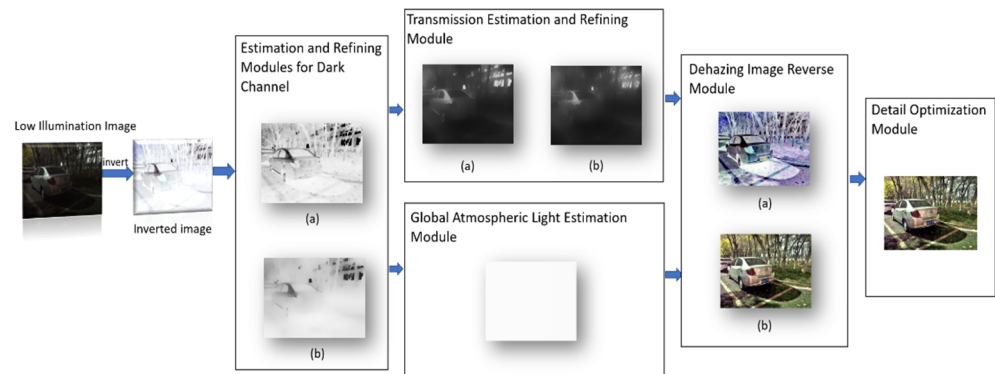 Low Illumination Image
invert
Inverted image
Estimation and Refining
Modules for Dark
Channel
(a)
(b)
Transmission Estimation and Refining
Module
(a)
(b)
Global Atmospheric Light Estimation
Module
Dehazing Image Reverse
Module
(a)
(b)
Detail Optimization
Module